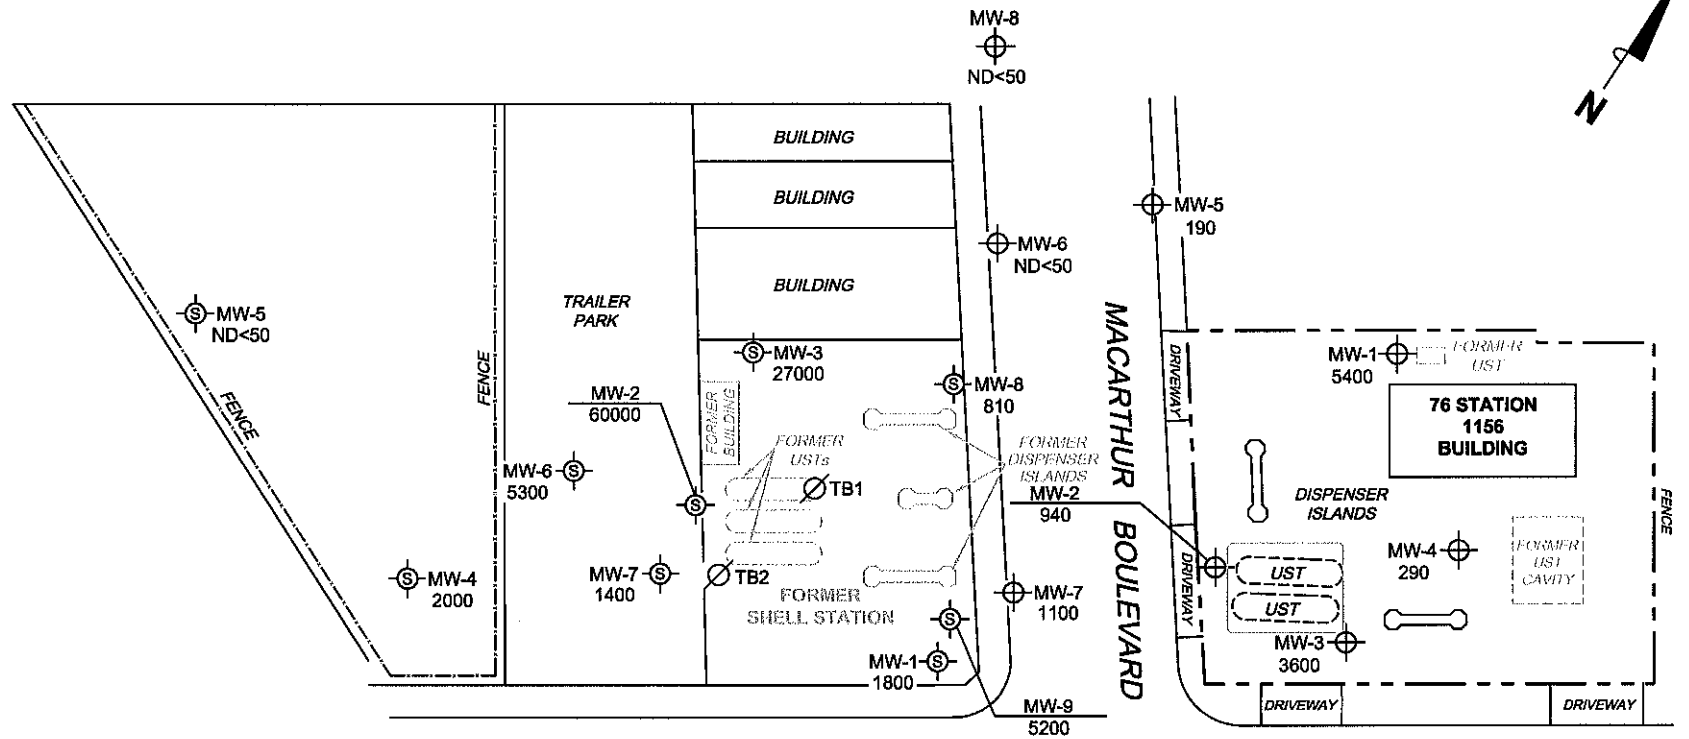 MW-8
ND<50
N
BUILDING
BUILDING
BUILDING
MW-5
190
MW-6
ND<50
MW-5
ND<50
TRAILER
PARK
FENCE
FENCE
MW-3
27000
MW-2
60000
FORMER
BUILDING
MW-8
810
FORMER
USTs
FORMER
DISPENSER
ISLANDS
MW-6
5300
TB1
TB2
MW-4
2000
MW-7
1400
FORMER
SHELL STATION
MW-1
1800
MW-9
5200
MW-7
1100
MW-2
940
MACARTHUR BOULEVARD
DRIVEWAY
DRIVEWAY
MW-1
5400
FORMER
UST
76 STATION
1156
BUILDING
DISPENSER
ISLANDS
FENCE
MW-4
290
FORMER
UST
CAVITY
UST
UST
MW-3
3600
DRIVEWAY
DRIVEWAY